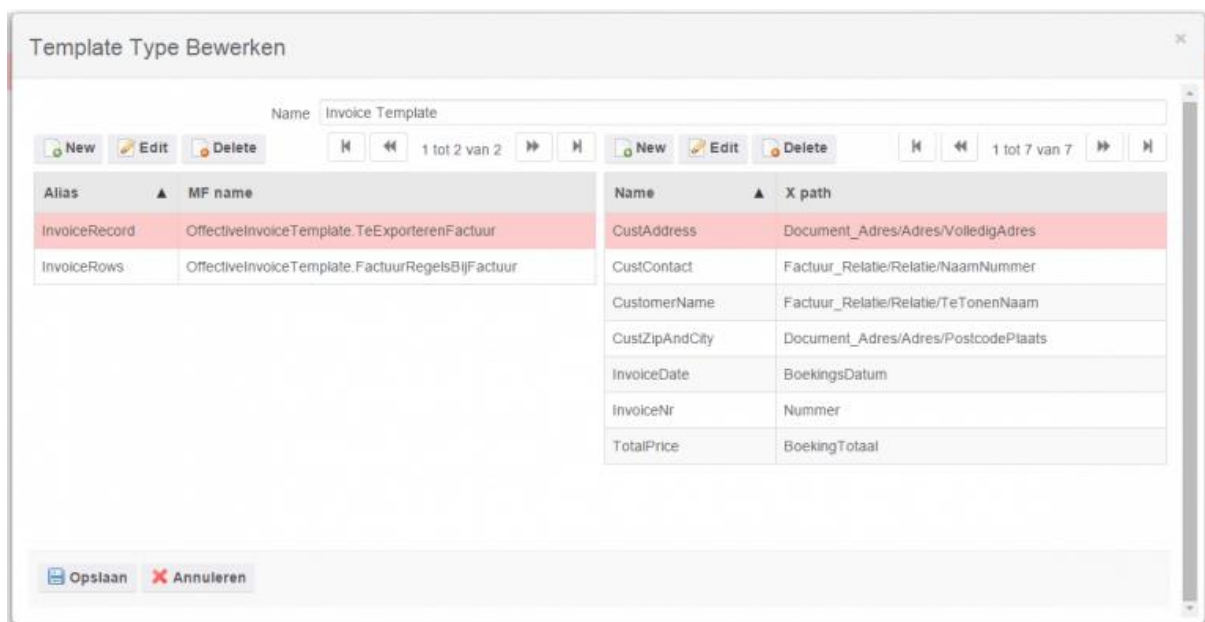 Template Type Bewerken
Name Invoice Template
New Edit Delete 1 tot 2 van 2 New Edit Delete 1 tot 7 van 7
Alias MF name Name X path
InvoiceRecord OffectiveInvoiceTemplate.TeExporterenFactuur CustAddress Document_Adres/Adres/VolledigAdres
InvoiceRows OffectiveInvoiceTemplate.FactuurRegelsBijFactuur CustContact Factuur_Relatie/Relatie/NaamNummer
CustomerName Factuur_Relatie/Relatie/TeTonenNaam
CustZipAndCity Document_Adres/Adres/PostcodePlaats
InvoiceDate BoekingsDatum
InvoiceNr Nummer
TotalPrice BoekingTotaal
Opslaan Annuleren